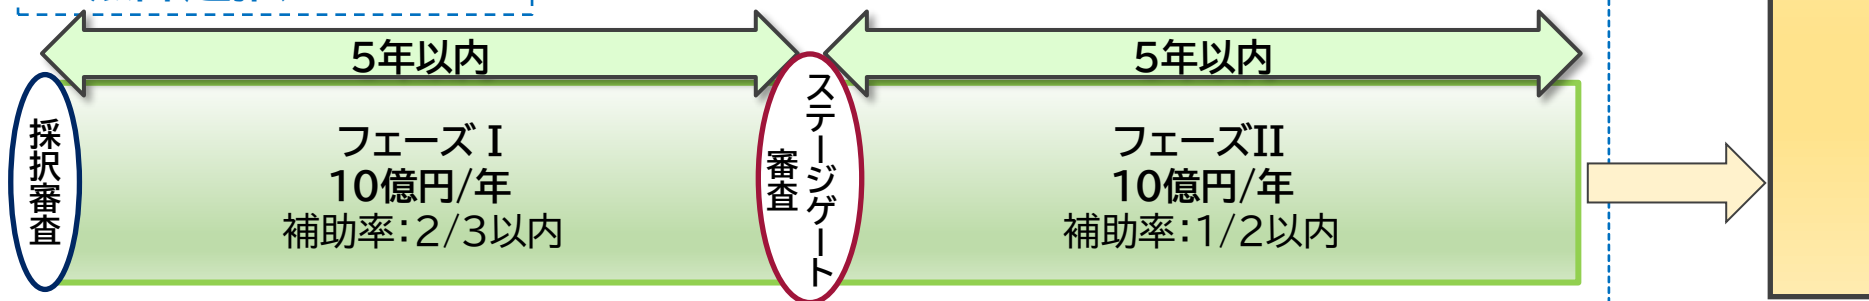 5年以内
5年以内
採択審査
フェーズ I
10億円/年
補助率：2/3以内
ステージゲート
審査
フェーズII
10億円/年
補助率：1/2以内